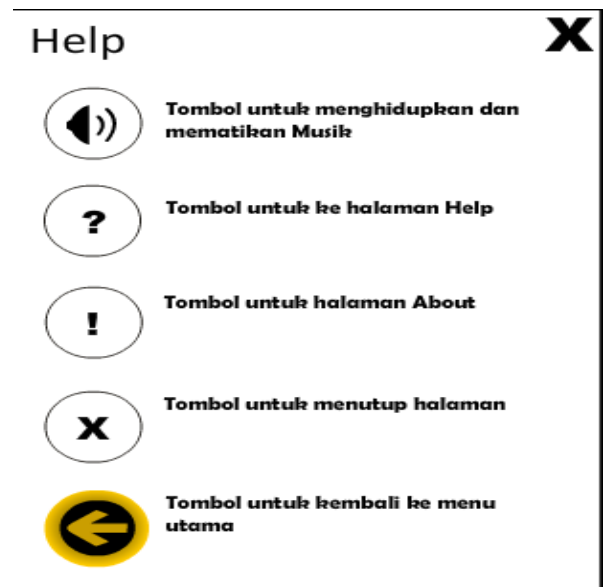 Help X
Tombol untuk menghidupkan dan
mematikan Musik
? Tombol untuk ke halaman Help
! Tombol untuk halaman About
X Tombol untuk menutup halaman
Tombol untuk kembali ke menu
utama